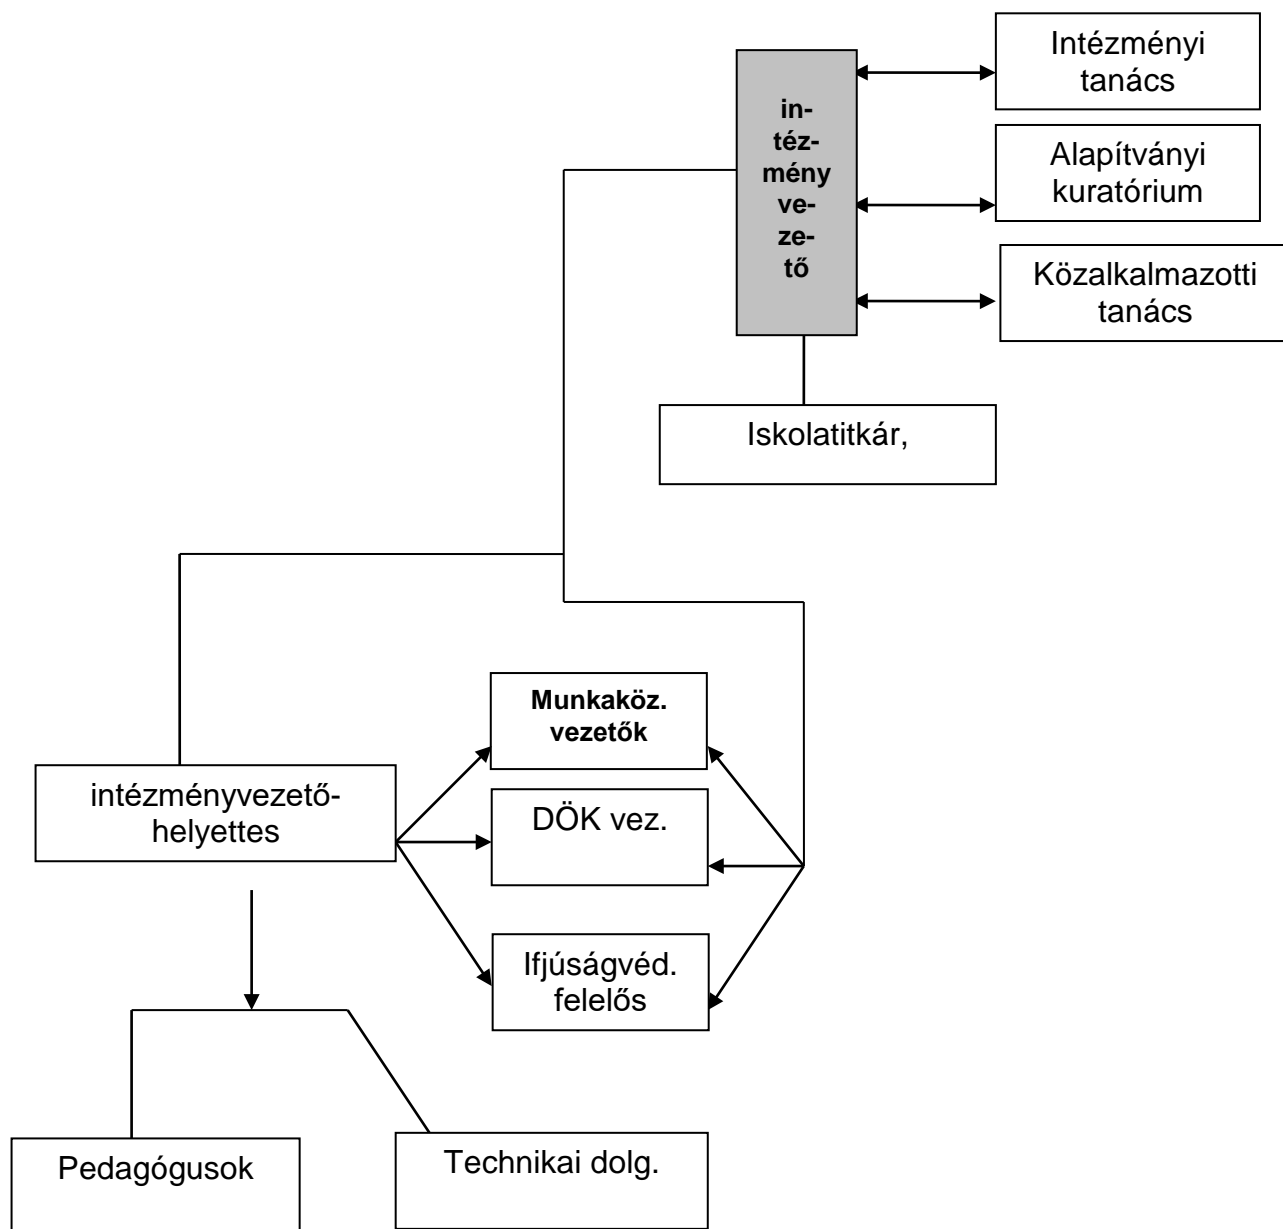 Intézményi
tanács
in-
téz-
mény
ve-
ze-
tő
Alapítványi
kuratórium
Közalkalmazotti
tanács
Iskolatitkár,
Munkaköz.
vezetők
intézményvezető-
helyettes
DÖK vez.
Ifjúságvéd.
felelős
Pedagógusok
Technikai dolg.